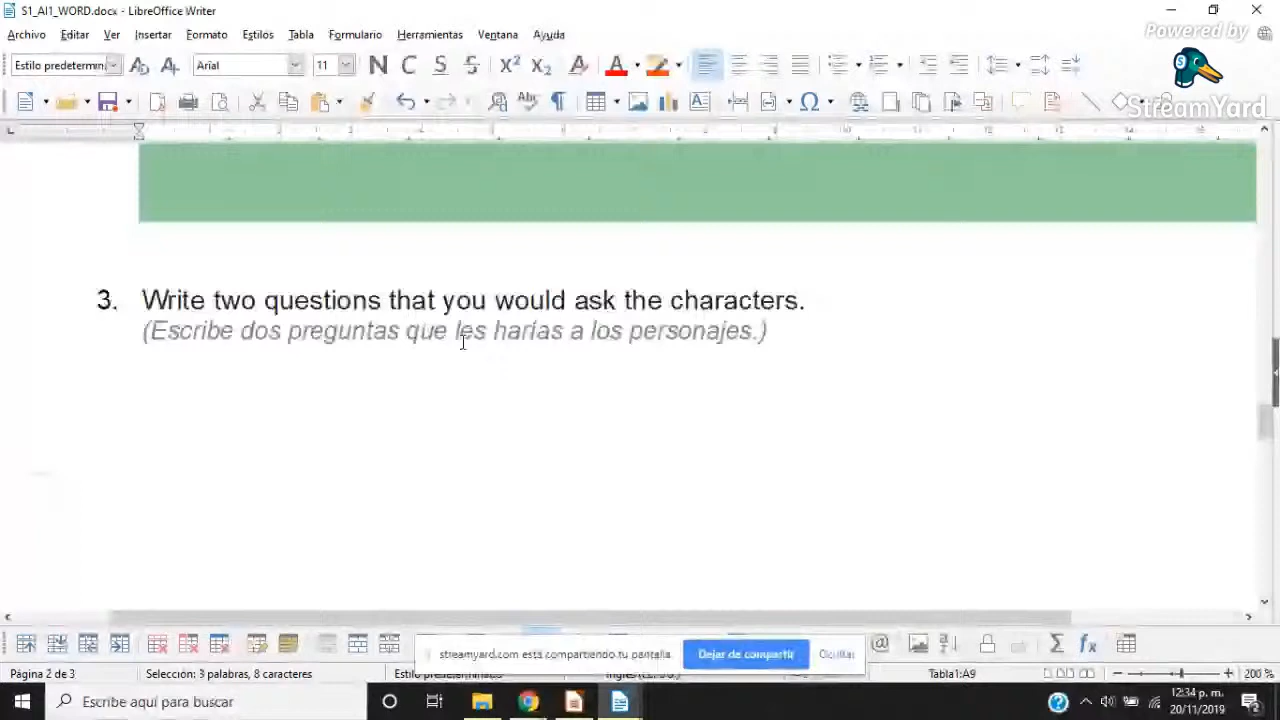 S1_AI1_WORD.docx - LibreOffice Writer
Archivo Editar Ver Insertar Formato Estilos Tabla Formulario Herramientas Ventana Ayuda
Powered by
StreamYard
Arial 11
3. Write two questions that you would ask the characters.
(Escribe dos preguntas que les harías a los personajes.)
streamyard.com está compartiendo tu pantalla. Dejar de compartir Ocultar
Página 2 de 3 Selección: 3 palabras, 8 caracteres Tabla1:A9 200 %
Escribe aquí para buscar
12:34 p. m.
20/11/2019